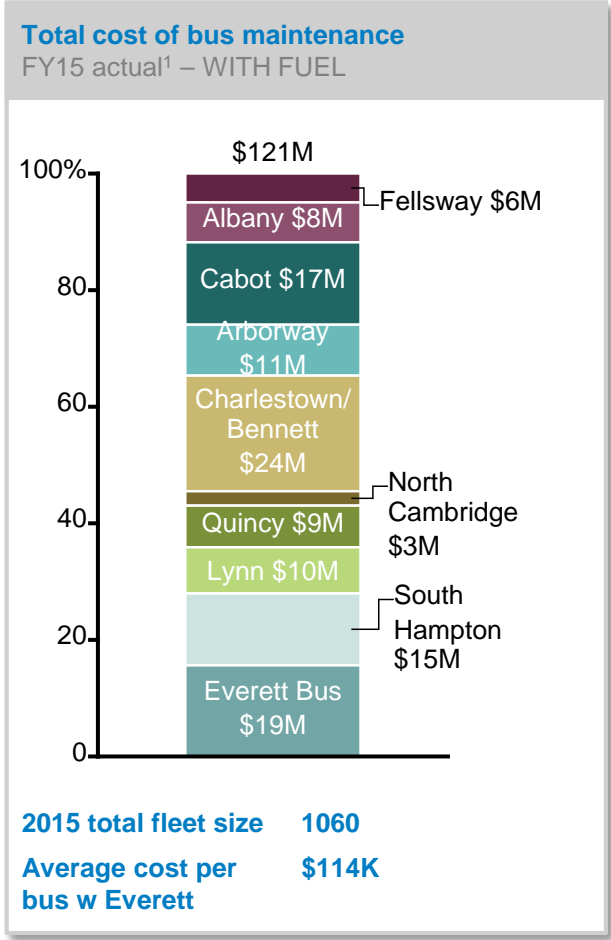 Total cost of bus maintenance
FY15 actual¹ – WITH FUEL
$121M
100%
80
60
40
20
0
Fellsway $6M
Albany $8M
Cabot $17M
Arborway
$11M
Charlestown/
Bennett
$24M
North
Cambridge
$3M
Quincy $9M
Lynn $10M
South
Hampton
$15M
Everett Bus
$19M
2015 total fleet size 1060
Average cost per $114K
bus w Everett